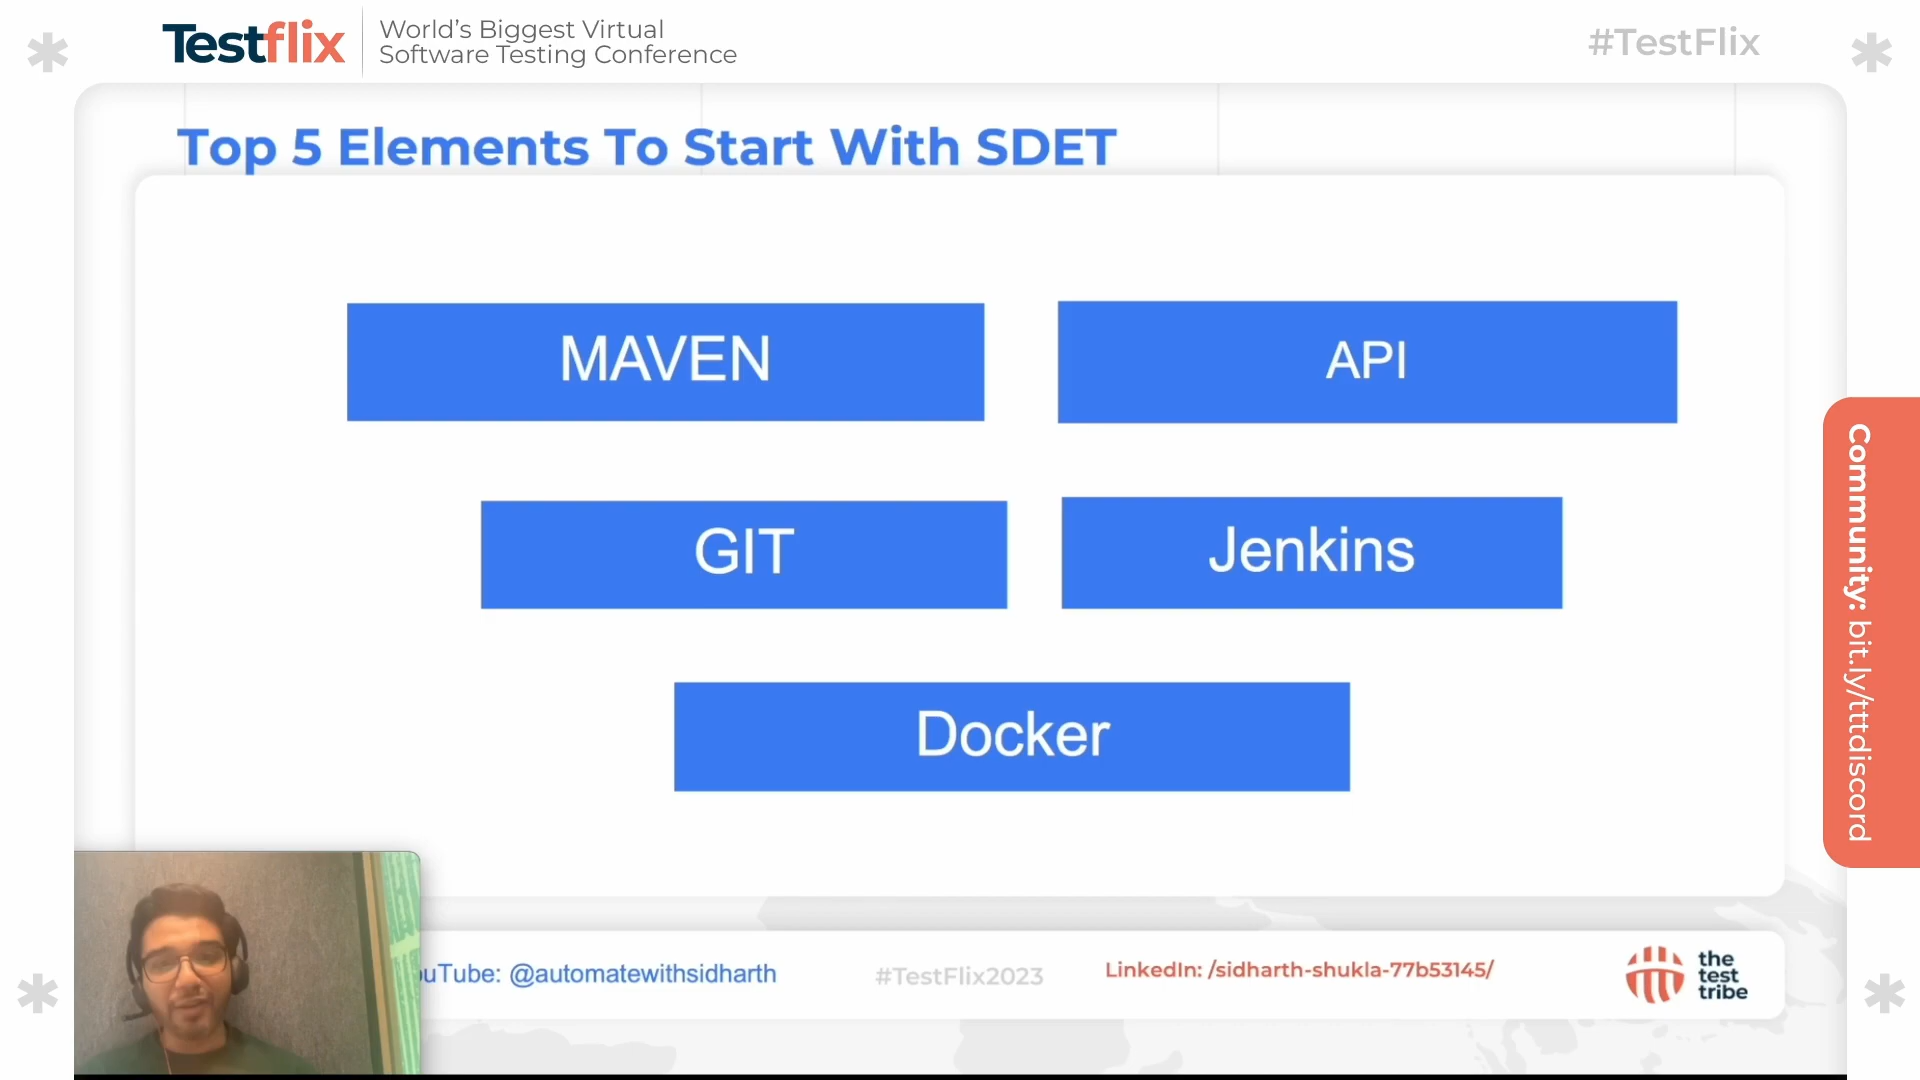 Testflix
World's Biggest Virtual
Software Testing Conference
#TestFlix
Top 5 Elements To Start With SDET
MAVEN
API
GIT
Jenkins
Docker
Community: bit.ly/tttdiscord
ouTube: @automatewithsidharth
#TestFlix2023
LinkedIn: /sidharth-shukla-77b53145/
the
test
tribe